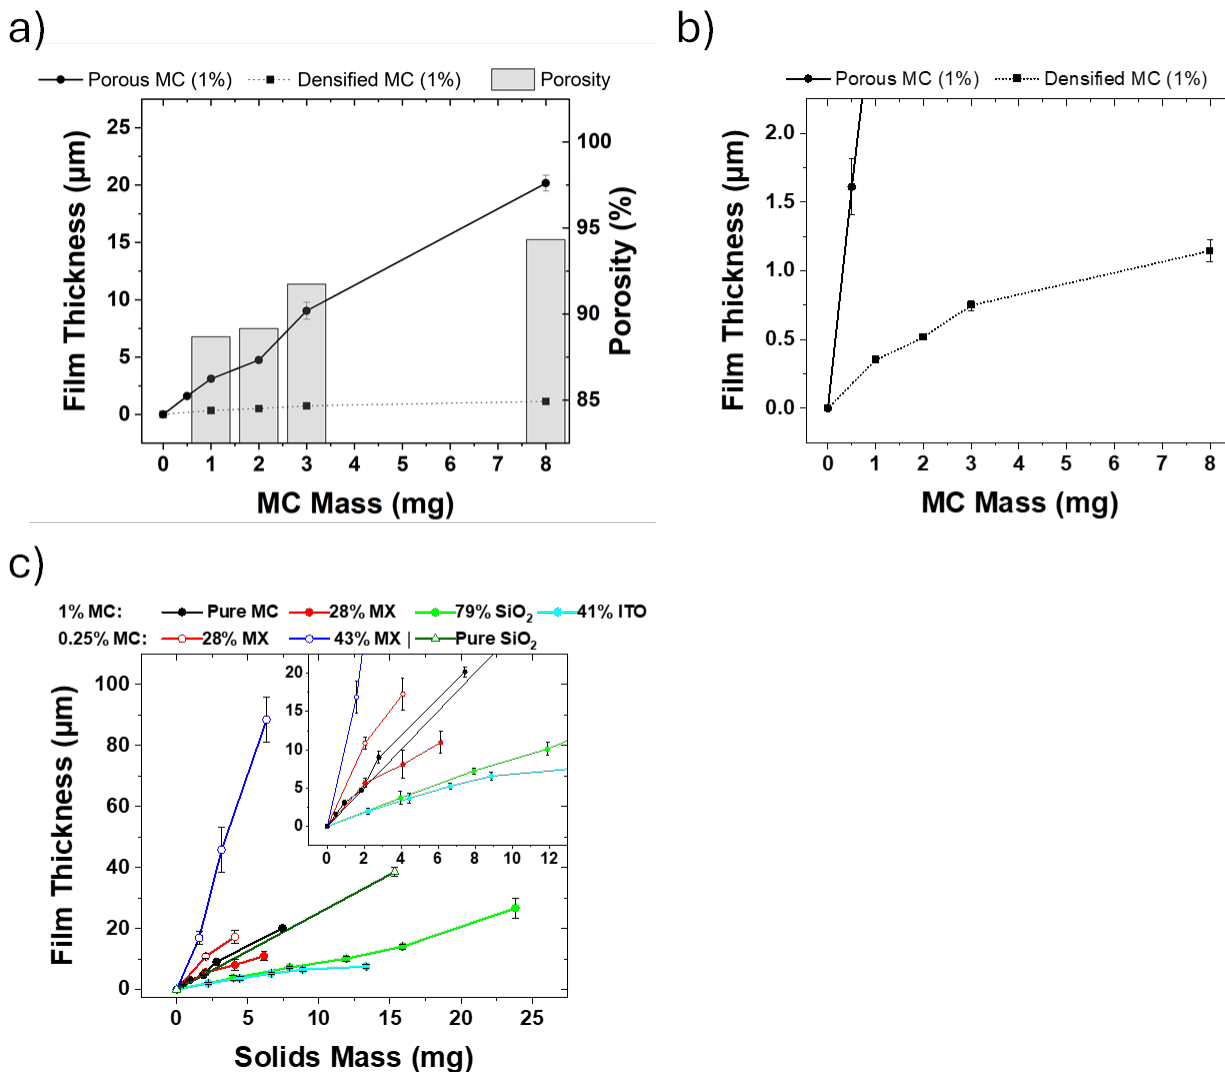 a)
Porous MC (1%) Densified MC (1%) Porosity
25
20
15
10
5
0
100
95
90
85
Film Thickness (µm)
Porosity (%)
0 1 2 3 4 5 6 7 8
MC Mass (mg)
b)
Porous MC (1%) Densified MC (1%)
2.0
1.5
1.0
0.5
0.0
Film Thickness (µm)
0 1 2 3 4 5 6 7 8
MC Mass (mg)
c)
1% MC: Pure MC 28% MX 79% SiO₂ 41% ITO
0.25% MC: 28% MX 43% MX | Pure SiO₂
100
80
60
40
20
0
Film Thickness (µm)
20
15
10
5
0
0 2 4 6 8 10 12
0 5 10 15 20 25
Solids Mass (mg)